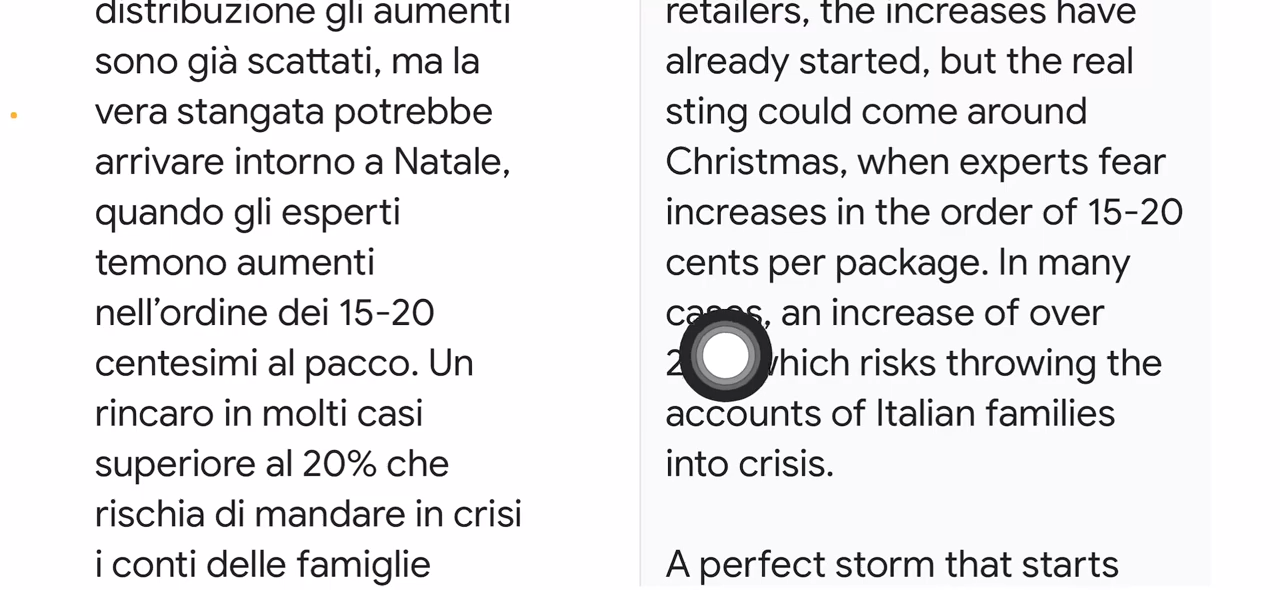 distribuzione gli aumenti
sono già scattati, ma la
vera stangata potrebbe
arrivare intorno a Natale,
quando gli esperti
temono aumenti
nell’ordine dei 15-20
centesimi al pacco. Un
rincaro in molti casi
superiore al 20% che
rischia di mandare in crisi
i conti delle famiglie
retailers, the increases have
already started, but the real
sting could come around
Christmas, when experts fear
increases in the order of 15-20
cents per package. In many
cases, an increase of over
which risks throwing the
accounts of Italian families
into crisis.
A perfect storm that starts